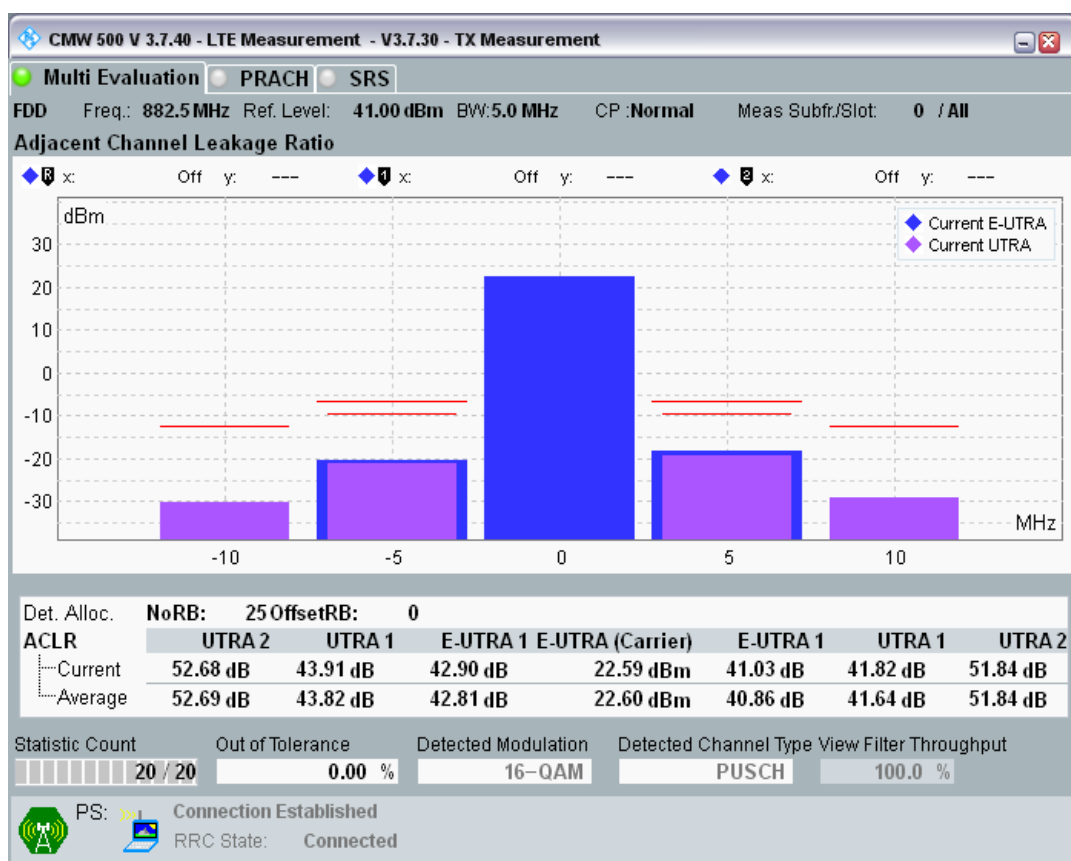 CMW 500 V 3.7.40 - LTE Measurement - V3.7.30 - TX Measurement
Multi Evaluation PRACH SRS
FDD Freq.: 882.5 MHz Ref. Level: 41.00 dBm BW: 5.0 MHz CP : Normal Meas Subfr./Slot: 0 / All
Adjacent Channel Leakage Ratio
R x: Off y: --- 1 x: Off y: --- 2 x: Off y: ---
dBm
Current E-UTRA
Current UTRA
30
20
10
0
-10
-20
-30
MHz
-10 -5 0 5 10
Det. Alloc. NoRB: 25 OffsetRB: 0
ACLR UTRA 2 UTRA 1 E-UTRA 1 E-UTRA (Carrier) E-UTRA 1 UTRA 1 UTRA 2
Current 52.68 dB 43.91 dB 42.90 dB 22.59 dBm 41.03 dB 41.82 dB 51.84 dB
Average 52.69 dB 43.82 dB 42.81 dB 22.60 dBm 40.86 dB 41.64 dB 51.84 dB
Statistic Count Out of Tolerance Detected Modulation Detected Channel Type View Filter Throughput
20 / 20 0.00 % 16-QAM PUSCH 100.0 %
PS: Connection Established
RRC State: Connected